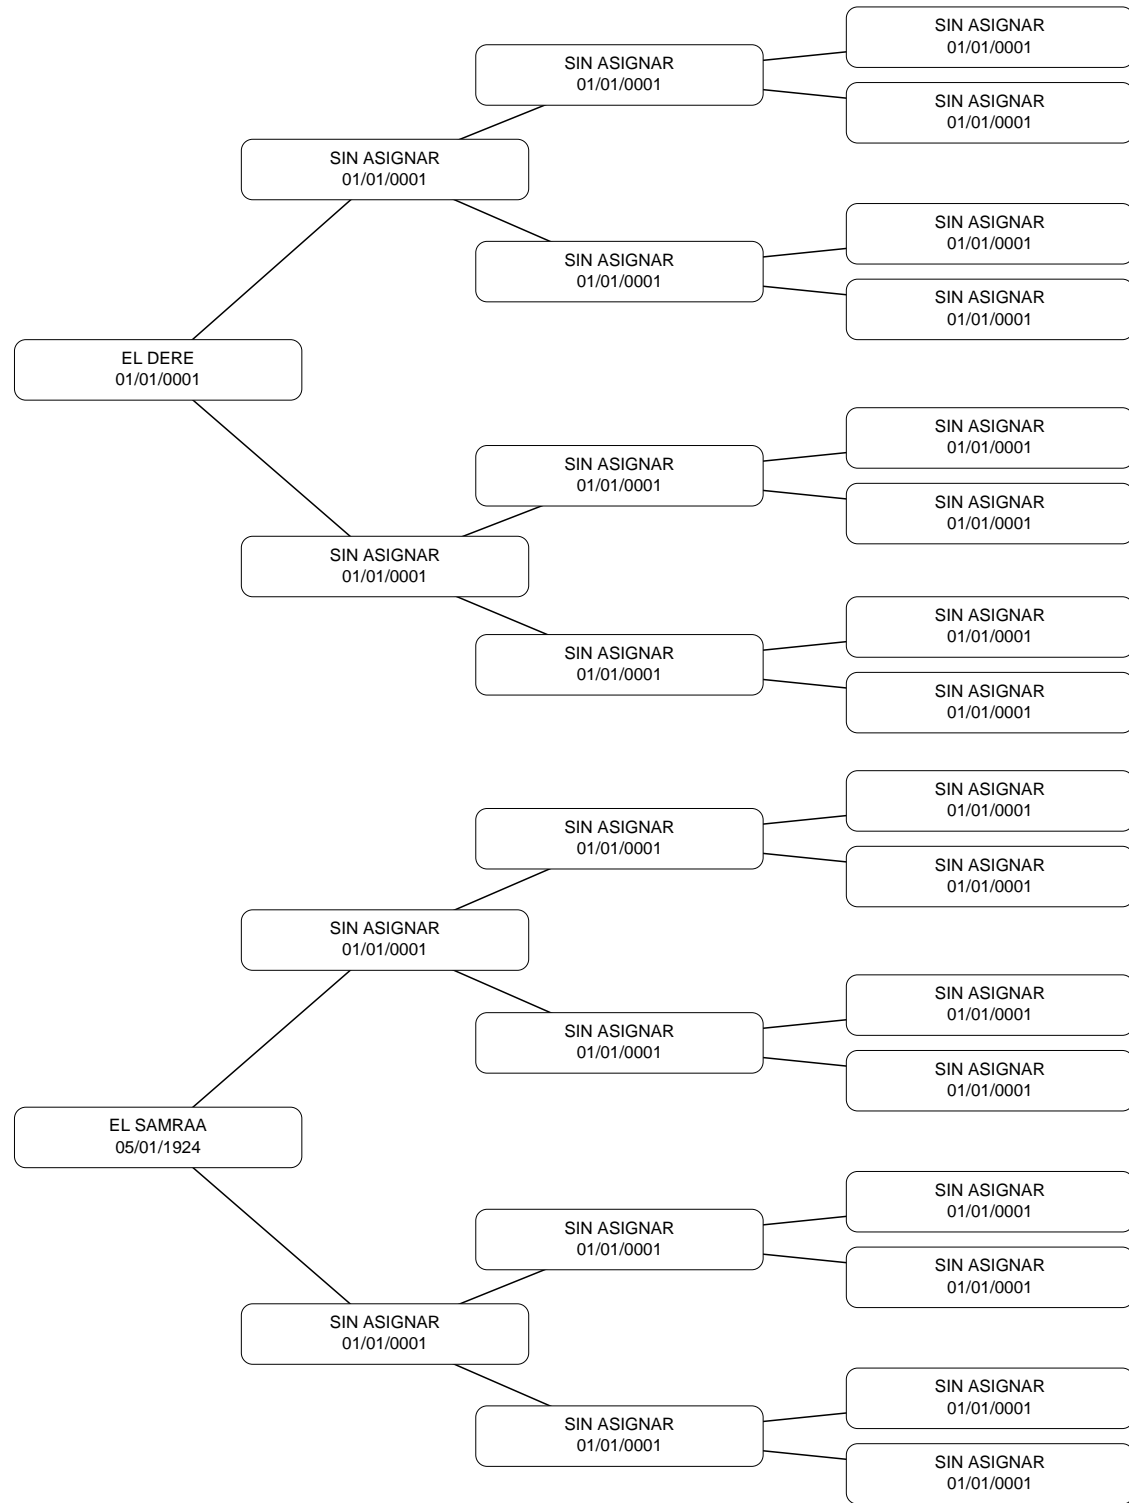 SIN ASIGNAR
01/01/0001
SIN ASIGNAR
01/01/0001
SIN ASIGNAR
01/01/0001
SIN ASIGNAR
01/01/0001
SIN ASIGNAR
01/01/0001
SIN ASIGNAR
01/01/0001
SIN ASIGNAR
01/01/0001
EL DERE
01/01/0001
SIN ASIGNAR
01/01/0001
SIN ASIGNAR
01/01/0001
SIN ASIGNAR
01/01/0001
SIN ASIGNAR
01/01/0001
SIN ASIGNAR
01/01/0001
SIN ASIGNAR
01/01/0001
SIN ASIGNAR
01/01/0001
SIN ASIGNAR
01/01/0001
SIN ASIGNAR
01/01/0001
SIN ASIGNAR
01/01/0001
SIN ASIGNAR
01/01/0001
SIN ASIGNAR
01/01/0001
SIN ASIGNAR
01/01/0001
SIN ASIGNAR
01/01/0001
EL SAMRAA
05/01/1924
SIN ASIGNAR
01/01/0001
SIN ASIGNAR
01/01/0001
SIN ASIGNAR
01/01/0001
SIN ASIGNAR
01/01/0001
SIN ASIGNAR
01/01/0001
SIN ASIGNAR
01/01/0001
SIN ASIGNAR
01/01/0001